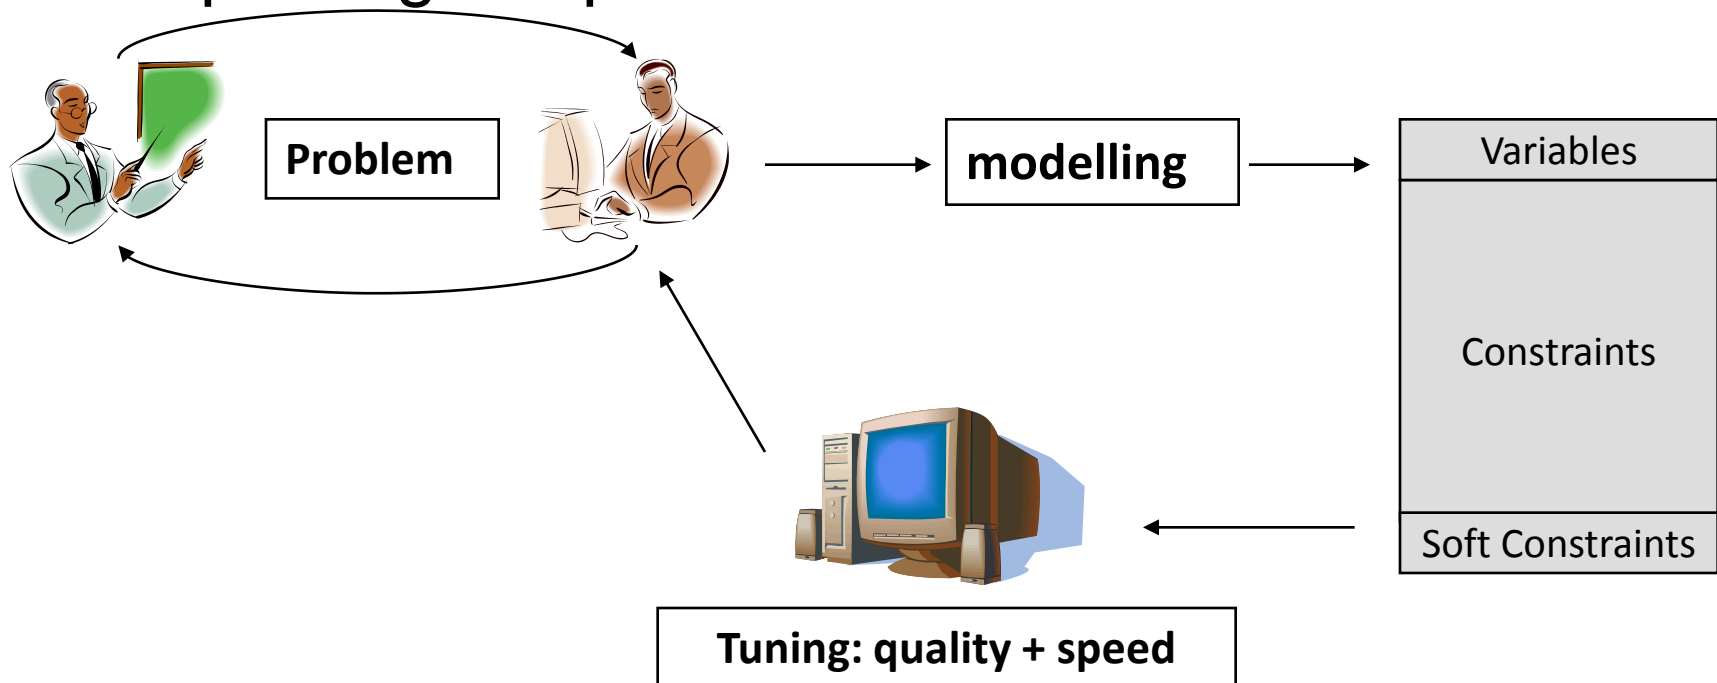 Problem
modelling
Variables
Constraints
Soft Constraints
Tuning: quality + speed